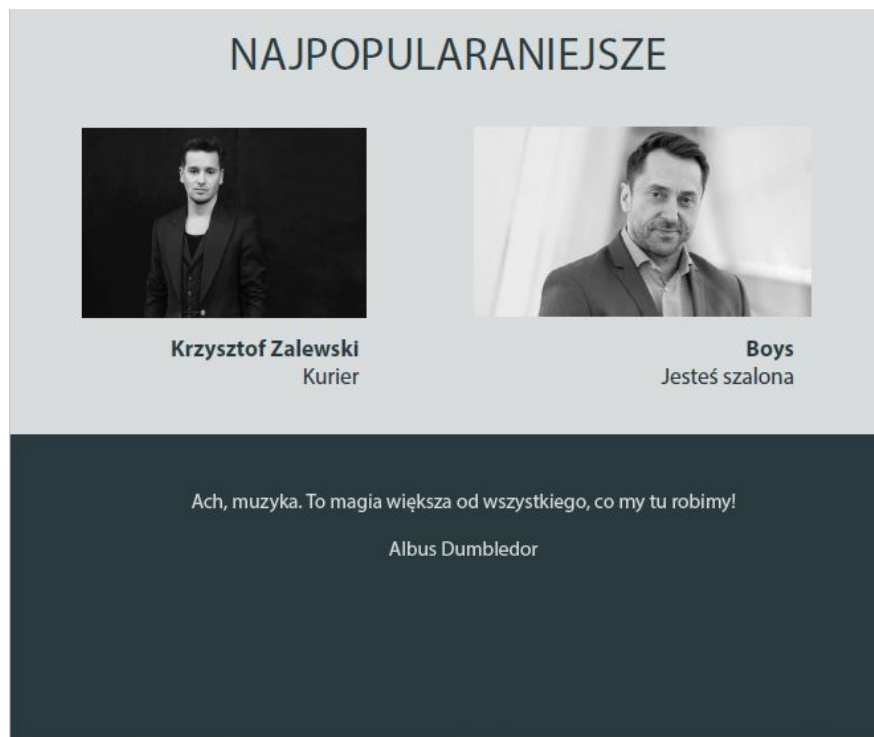 NAJPOPULARANIEJSZE
Krzysztof Zalewski
Kurier
Boys
Jesteś szalona
Ach, muzyka. To magia większa od wszystkiego, co my tu robimy!
Albus Dumbledor